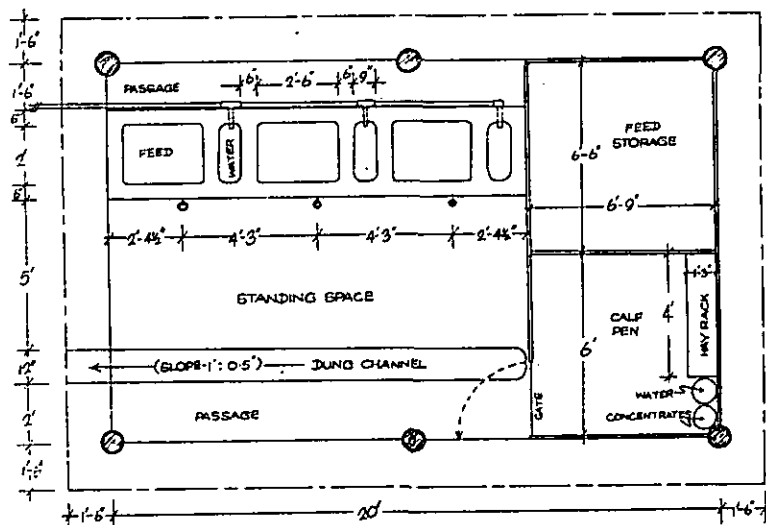 1'-6"
1'-6"
6"
2'
6"
5'
12"
2'
1'-6"
PASSAGE
6"
2'-6"
6"
9"
FEED
WATER
FEED
STORAGE
6'-6"
6'-9"
2'-4½"
4'-3"
4'-3"
2'-4½"
STANDING SPACE
1'-3"
4'
HAY RACK
CALF
PEN
6'
(SLOPE-1':0.5")
DUNG CHANNEL
WATER
CONCENTRATES
GATE
PASSAGE
1'-6"
20'
1'-6"